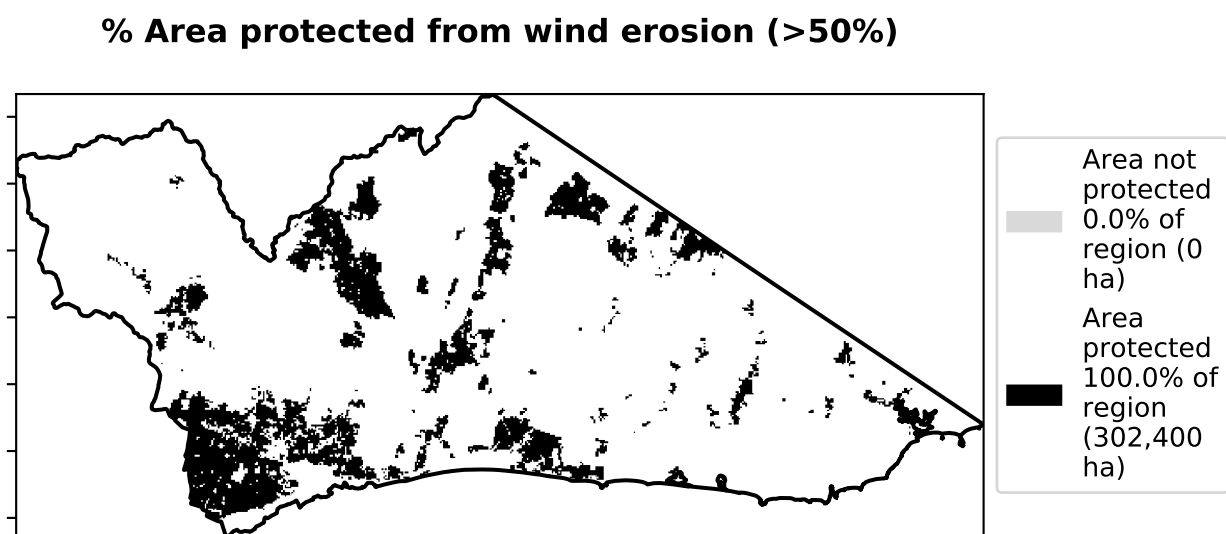 % Area protected from wind erosion (>50%)
Area not
protected
0.0% of
region (0
ha)
Area
protected
100.0% of
region
(302,400
ha)